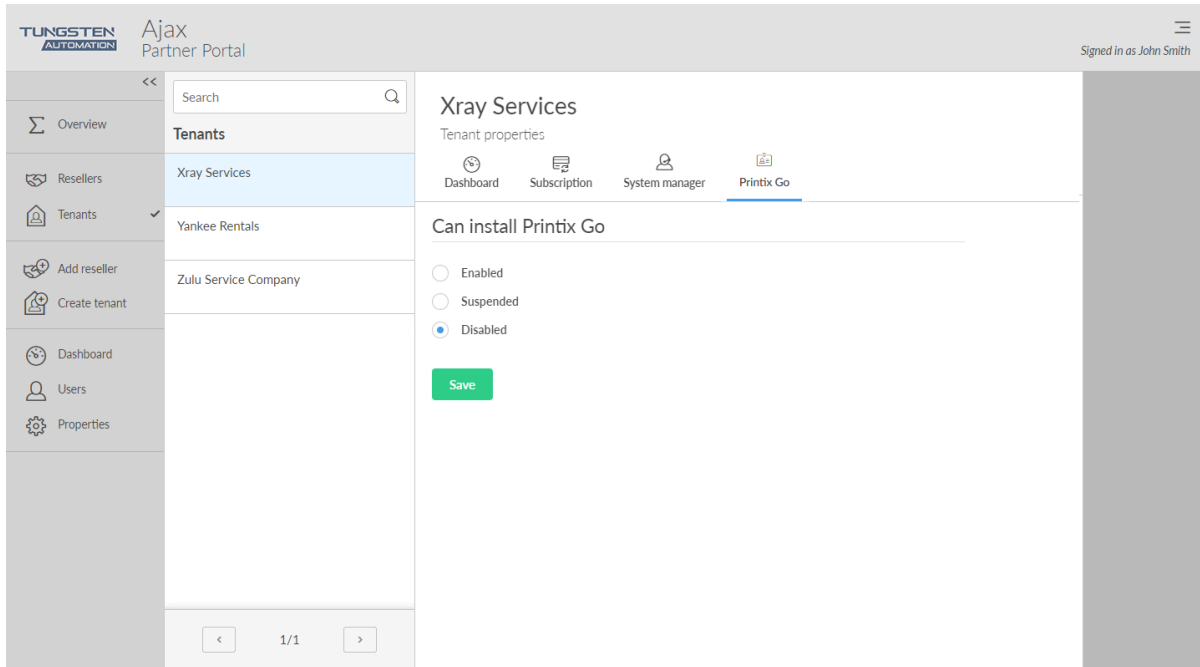 TUNGSTEN
AUTOMATION
Ajax
Partner Portal
Signed in as John Smith
<<
Overview
Resellers
Tenants
Add reseller
Create tenant
Dashboard
Users
Properties
Search
Tenants
Xray Services
Yankee Rentals
Zulu Service Company
< 1/1 >
Xray Services
Tenant properties
Dashboard Subscription System manager Printix Go
Can install Printix Go
Enabled
Suspended
Disabled
Save